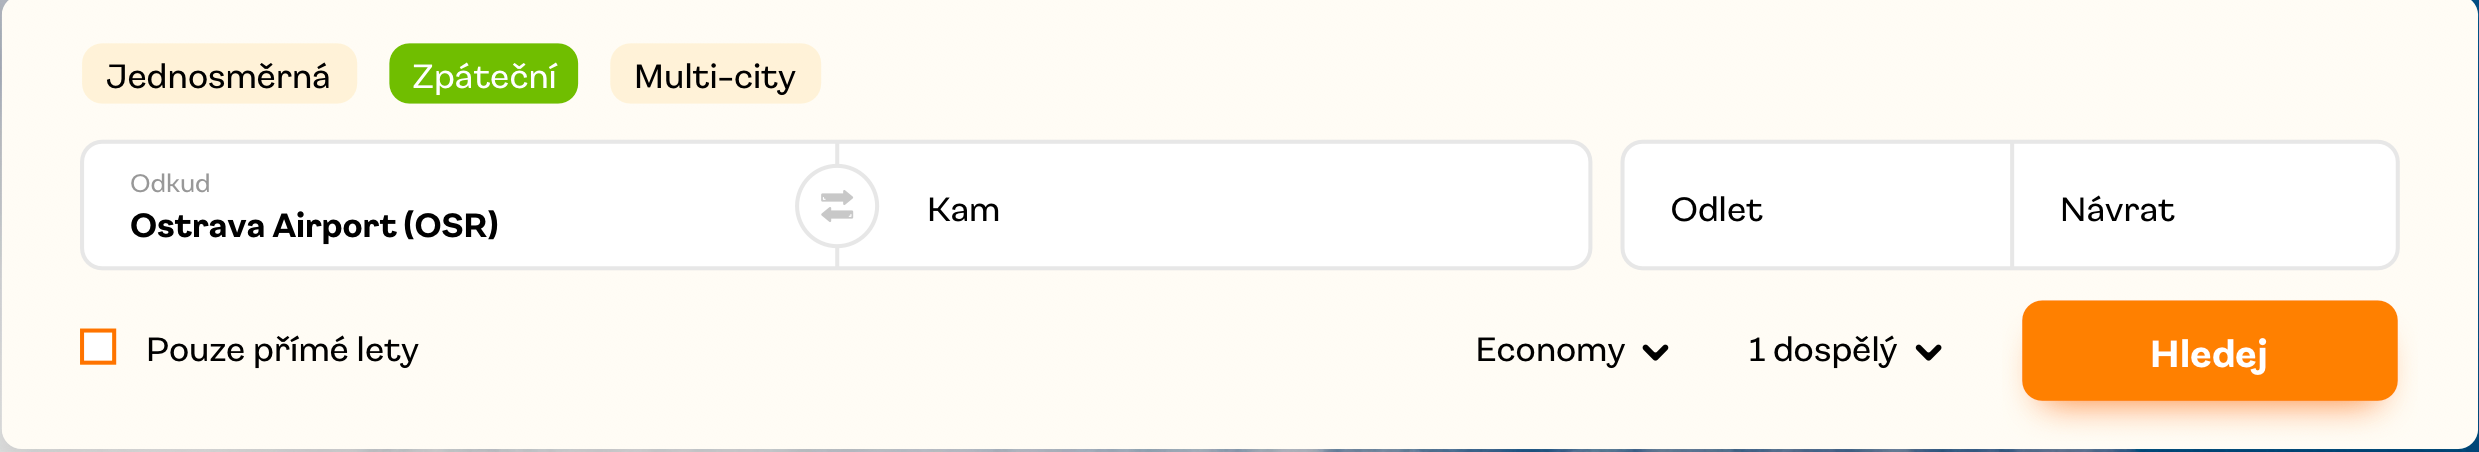 Jednosměrná Zpáteční Multi-city
Odkud
Ostrava Airport (OSR)
Kam
Odlet
Návrat
Pouze přímé lety
Economy
1 dospělý
Hledej